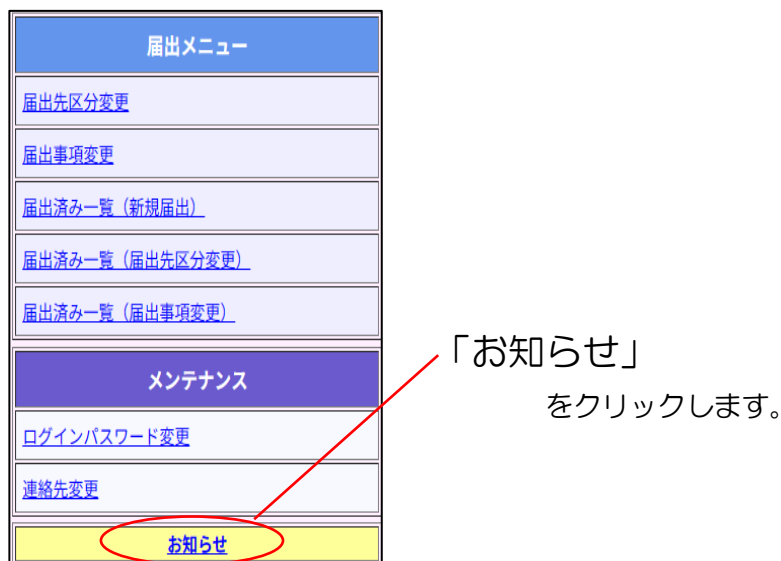 届出メニュー
届出先区分変更
届出事項変更
届出済み一覧（新規届出）
届出済み一覧（届出先区分変更）
届出済み一覧（届出事項変更）
メンテナンス
ログインパスワード変更
連絡先変更
お知らせ
「お知らせ」
をクリックします。